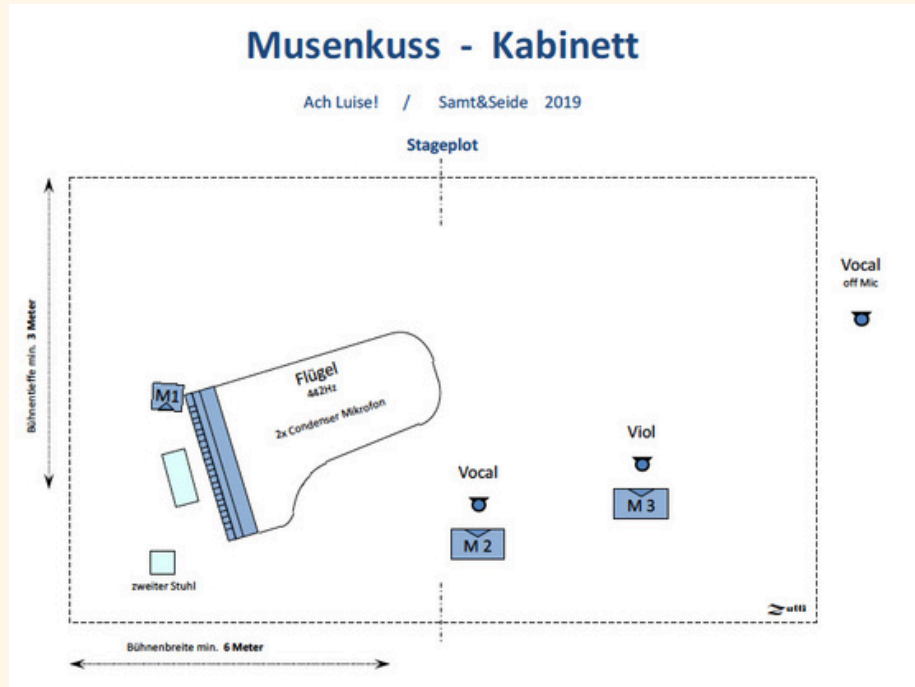 Musenkuss - Kabinett
Ach Luise! / Samt&Seide 2019
Stageplot
Bühnentieffe min. 3 Meter
Vocal
off Mic
M1
Flügel
442Hz
2x Condenser Mikrofon
Viol
Vocal
M 3
M 2
zweiter Stuhl
Bühnenbreite min. 6 Meter